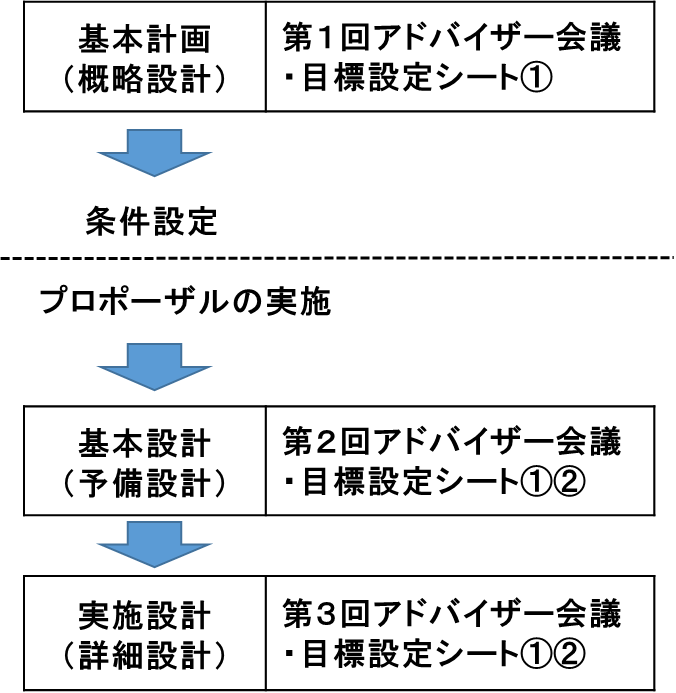 基本計画
（概略設計）
第１回アドバイザー会議
・目標設定シート①
条件設定
プロポーザルの実施
基本設計
（予備設計）
第２回アドバイザー会議
・目標設定シート①②
実施設計
（詳細設計）
第３回アドバイザー会議
・目標設定シート①②